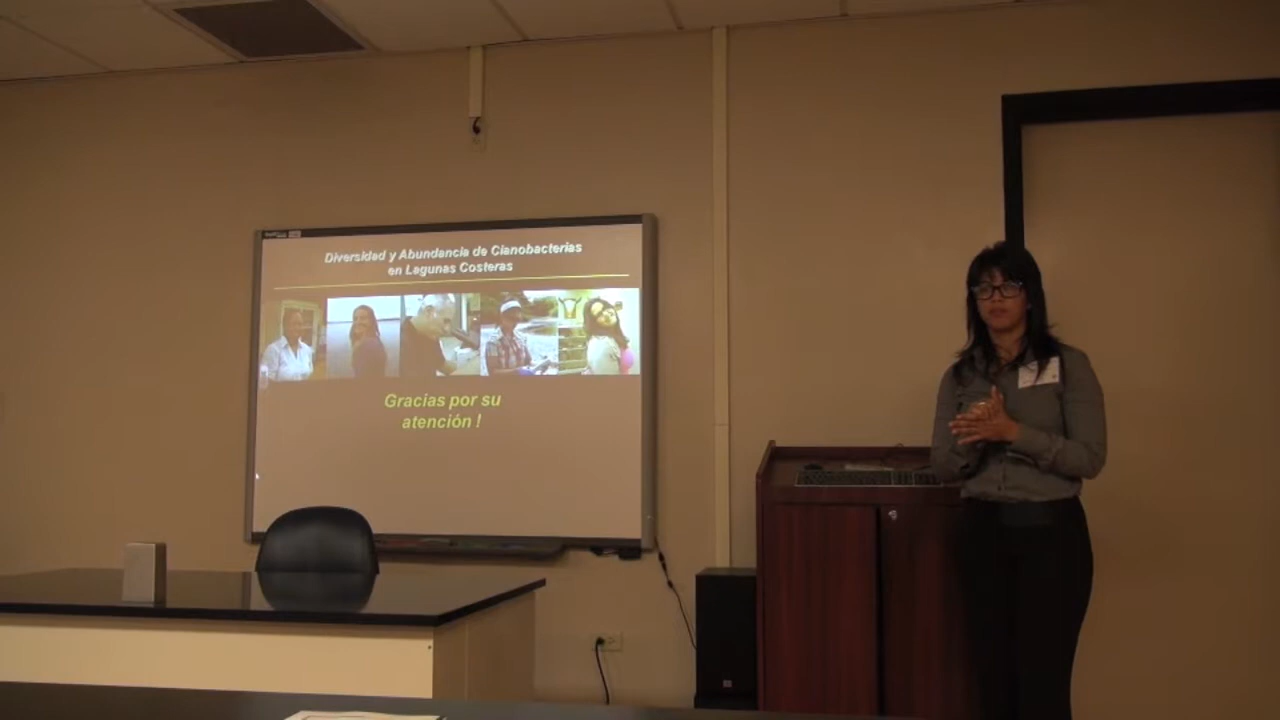 Diversidad y Abundancia de Cianobacterias
en Lagunas Costeras
Gracias por su
atención !